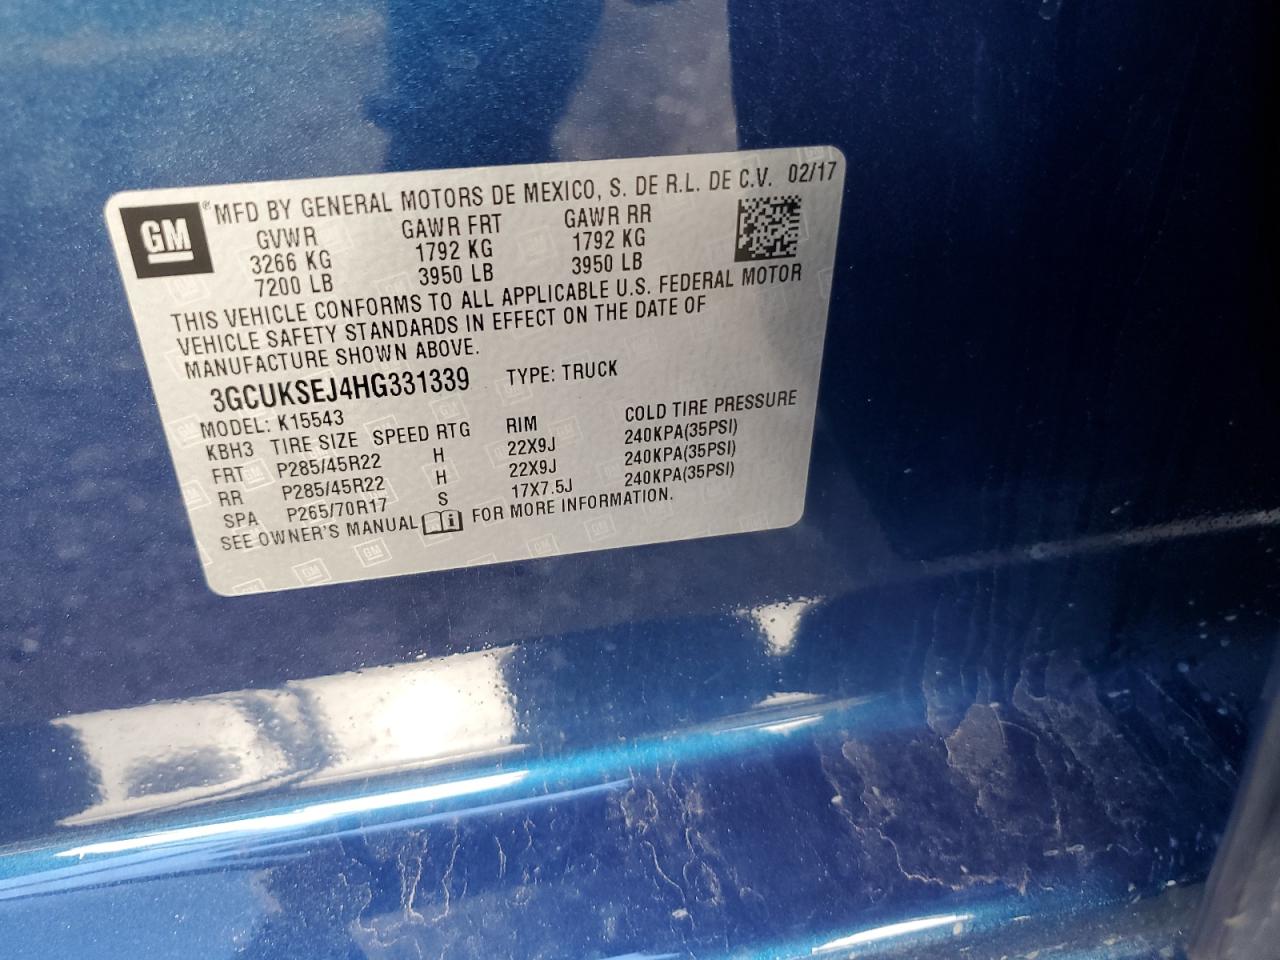 GM ® MFD BY GENERAL MOTORS DE MEXICO, S. DE R.L. DE C.V. 02/17
GVWR GAWR FRT GAWR RR
3266 KG 1792 KG 1792 KG
7200 LB 3950 LB 3950 LB
THIS VEHICLE CONFORMS TO ALL APPLICABLE U.S. FEDERAL MOTOR
VEHICLE SAFETY STANDARDS IN EFFECT ON THE DATE OF
MANUFACTURE SHOWN ABOVE.
3GCUKSEJ4HG331339 TYPE: TRUCK
MODEL: K15543
KBH3 TIRE SIZE SPEED RTG RIM COLD TIRE PRESSURE
FRT P285/45R22 H 22X9J 240KPA(35PSI)
RR P285/45R22 H 22X9J 240KPA(35PSI)
SPA P265/70R17 S 17X7.5J 240KPA(35PSI)
SEE OWNER'S MANUAL i FOR MORE INFORMATION.